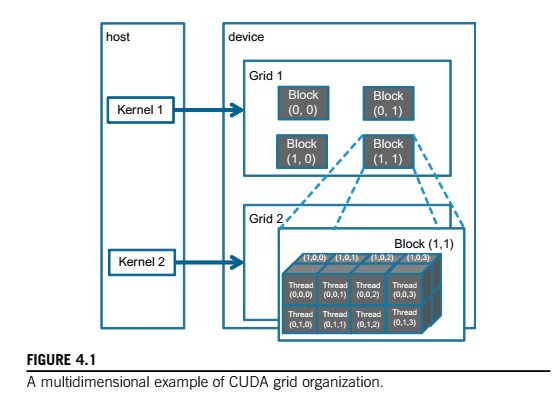 host
device
Grid 1
Block
(0, 0)
Block
(0, 1)
Kernel 1
Block
(1, 0)
Block
(1, 1)
Grid 2
Block (1,1)
Kernel 2
(1,0,0) (1,0,1) (1,0,2) (1,0,3)
Thread Thread Thread Thread
(0,0,0) (0,0,1) (0,0,2) (0,0,3)
Thread Thread Thread Thread
(0,1,0) (0,1,1) (0,1,2) (0,1,3)
FIGURE 4.1
A multidimensional example of CUDA grid organization.